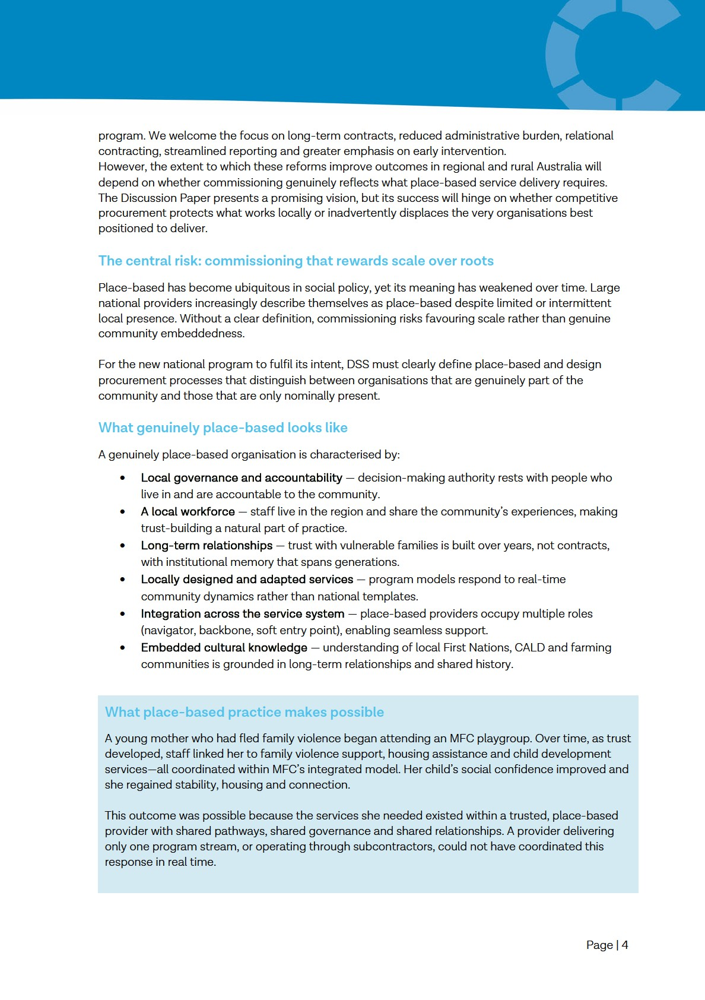 program. We welcome the focus on long-term contracts, reduced administrative burden, relational
contracting, streamlined reporting and greater emphasis on early intervention.
However, the extent to which these reforms improve outcomes in regional and rural Australia will
depend on whether commissioning genuinely reflects what place-based service delivery requires.
The Discussion Paper presents a promising vision, but its success will hinge on whether competitive
procurement protects what works locally or inadvertently displaces the very organisations best
positioned to deliver.
The central risk: commissioning that rewards scale over roots
Place-based has become ubiquitous in social policy, yet its meaning has weakened over time. Large
national providers increasingly describe themselves as place-based despite limited or intermittent
local presence. Without a clear definition, commissioning risks favouring scale rather than genuine
community embeddedness.
For the new national program to fulfil its intent, DSS must clearly define place-based and design
procurement processes that distinguish between organisations that are genuinely part of the
community and those that are only nominally present.
What genuinely place-based looks like
A genuinely place-based organisation is characterised by:
• Local governance and accountability — decision-making authority rests with people who
live in and are accountable to the community.
• A local workforce — staff live in the region and share the community’s experiences, making
trust-building a natural part of practice.
• Long-term relationships — trust with vulnerable families is built over years, not contracts,
with institutional memory that spans generations.
• Locally designed and adapted services — program models respond to real-time
community dynamics rather than national templates.
• Integration across the service system — place-based providers occupy multiple roles
(navigator, backbone, soft entry point), enabling seamless support.
• Embedded cultural knowledge — understanding of local First Nations, CALD and farming
communities is grounded in long-term relationships and shared history.
What place-based practice makes possible
A young mother who had fled family violence began attending an MFC playgroup. Over time, as trust
developed, staff linked her to family violence support, housing assistance and child development
services—all coordinated within MFC’s integrated model. Her child’s social confidence improved and
she regained stability, housing and connection.
This outcome was possible because the services she needed existed within a trusted, place-based
provider with shared pathways, shared governance and shared relationships. A provider delivering
only one program stream, or operating through subcontractors, could not have coordinated this
response in real time.
Page | 4